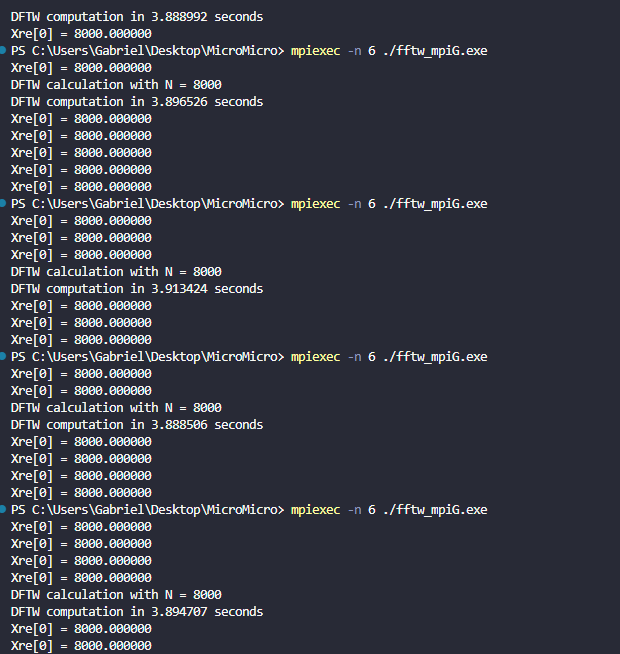 DFTW computation in 3.888992 seconds
Xre[0] = 8000.000000
PS C:\Users\Gabriel\Desktop\MicroMicro> mpiexec -n 6 ./fftw_mpiG.exe
Xre[0] = 8000.000000
DFTW calculation with N = 8000
DFTW computation in 3.896526 seconds
Xre[0] = 8000.000000
Xre[0] = 8000.000000
Xre[0] = 8000.000000
Xre[0] = 8000.000000
Xre[0] = 8000.000000
PS C:\Users\Gabriel\Desktop\MicroMicro> mpiexec -n 6 ./fftw_mpiG.exe
Xre[0] = 8000.000000
Xre[0] = 8000.000000
Xre[0] = 8000.000000
DFTW calculation with N = 8000
DFTW computation in 3.913424 seconds
Xre[0] = 8000.000000
Xre[0] = 8000.000000
Xre[0] = 8000.000000
PS C:\Users\Gabriel\Desktop\MicroMicro> mpiexec -n 6 ./fftw_mpiG.exe
Xre[0] = 8000.000000
Xre[0] = 8000.000000
DFTW calculation with N = 8000
DFTW computation in 3.888506 seconds
Xre[0] = 8000.000000
Xre[0] = 8000.000000
Xre[0] = 8000.000000
Xre[0] = 8000.000000
PS C:\Users\Gabriel\Desktop\MicroMicro> mpiexec -n 6 ./fftw_mpiG.exe
Xre[0] = 8000.000000
Xre[0] = 8000.000000
Xre[0] = 8000.000000
Xre[0] = 8000.000000
DFTW calculation with N = 8000
DFTW computation in 3.894707 seconds
Xre[0] = 8000.000000
Xre[0] = 8000.000000